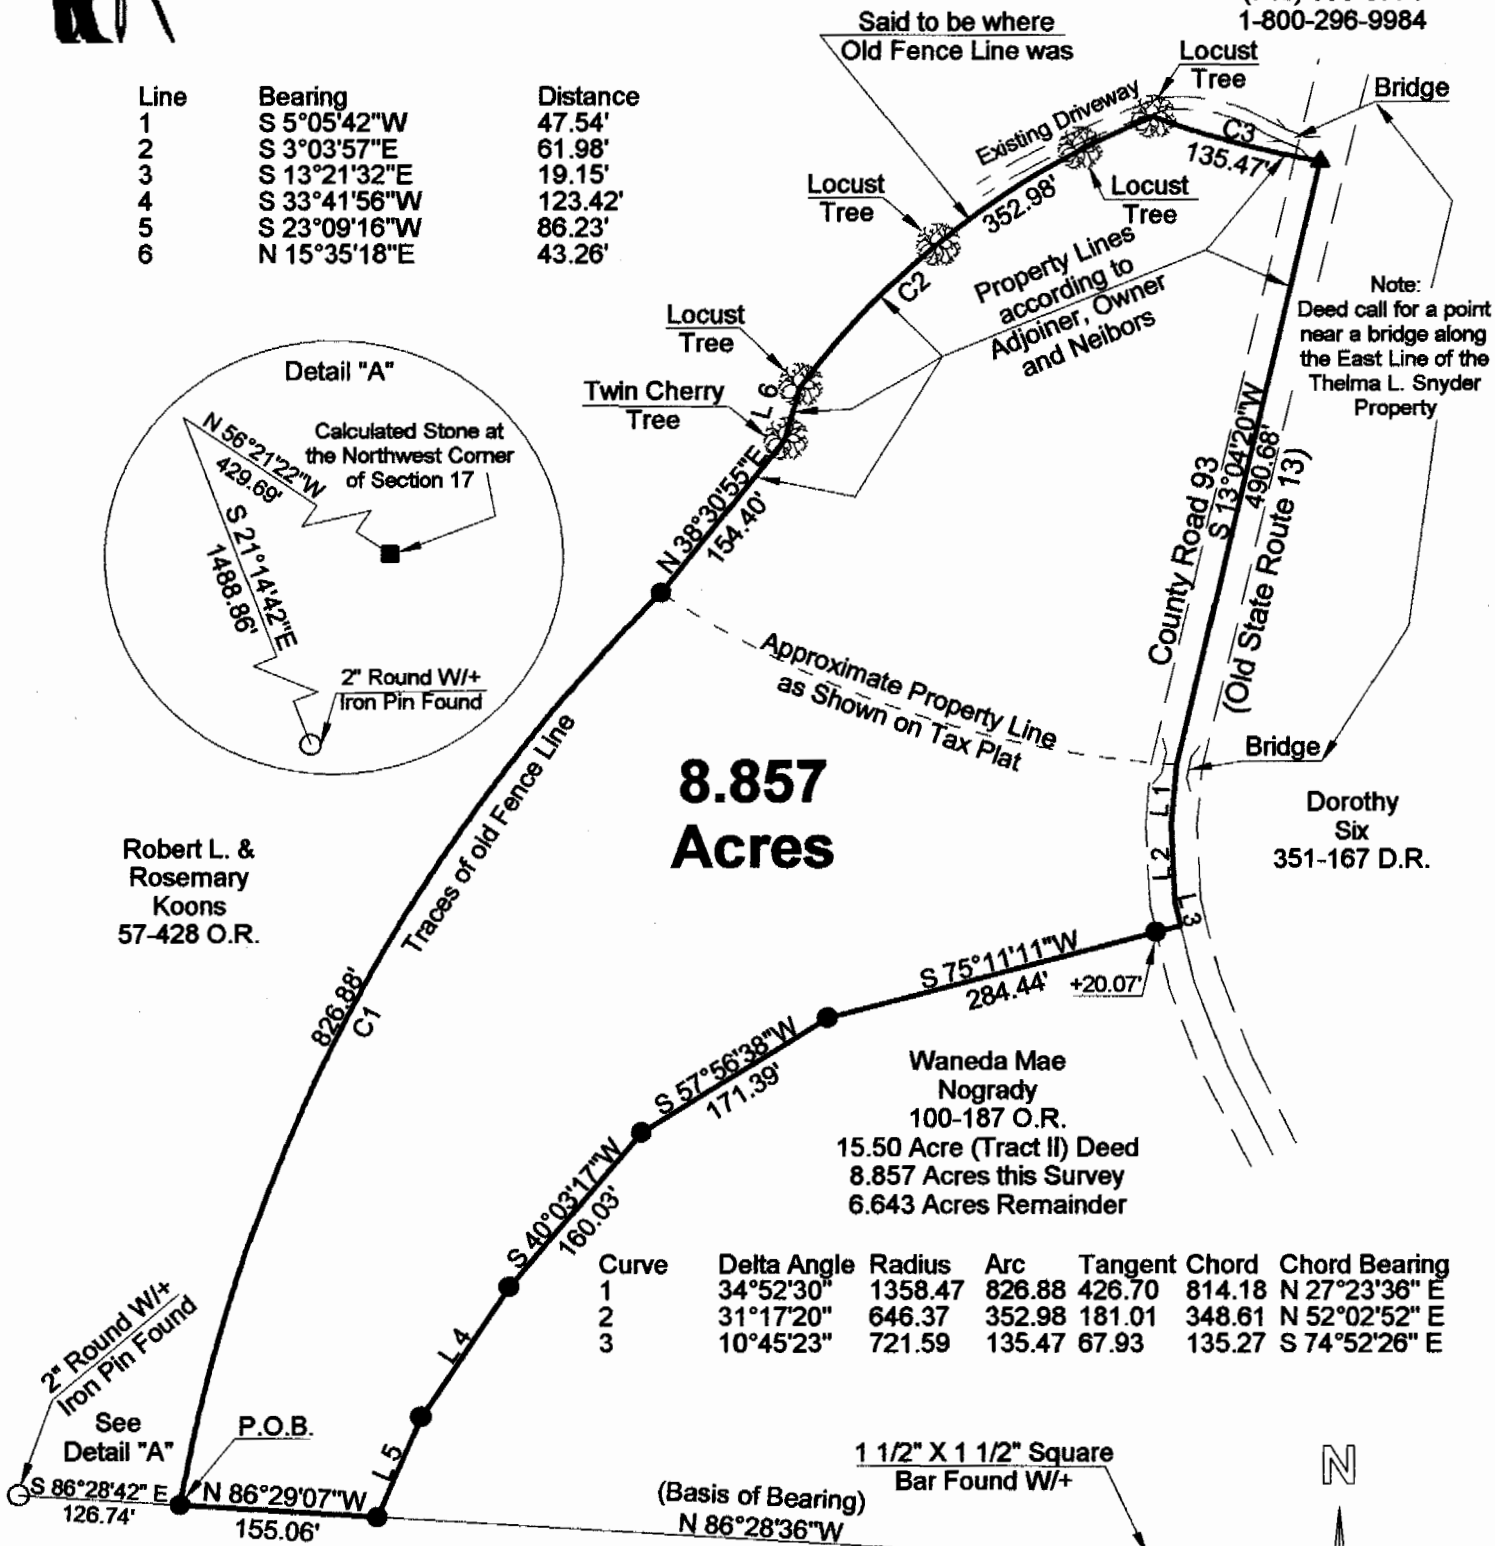 1-800-296-9984
Said to be where
Old Fence Line was
Locust
Tree
Bridge
Line Bearing Distance
1 S 5°05'42"W 47.54'
2 S 3°03'57"E 61.98'
3 S 13°21'32"E 19.15'
4 S 33°41'56"W 123.42'
5 S 23°09'16"W 86.23'
6 N 15°35'18"E 43.26'
Existing Driveway
C3
135.47'
Locust
Tree
Locust
Tree
352.98'
C2
Property Lines
according to
Adjoiner, Owner
and Neibors
Note:
Deed call for a point
near a bridge along
the East Line of the
Thelma L. Snyder
Property
Locust
Tree
Twin Cherry
Tree
L 6
Detail "A"
N 56°21'22"W
429.69'
Calculated Stone at
the Northwest Corner
of Section 17
S 21°14'42"E
1488.86'
2" Round W/+
Iron Pin Found
N 38°30'55"E
154.40'
County Road 93
S 13°04'20"W
490.68'
(Old State Route 13)
Approximate Property Line
as Shown on Tax Plat
Bridge
Traces of old Fence Line
8.857
Acres
L 1
L 2
L 3
Dorothy
Six
351-167 D.R.
Robert L. &
Rosemary
Koons
57-428 O.R.
826.88'
C1
S 75°11'11"W
284.44'
+20.07'
S 57°56'38"W
171.39'
Waneda Mae
Nogrady
100-187 O.R.
15.50 Acre (Tract II) Deed
8.857 Acres this Survey
6.643 Acres Remainder
S 40°03'17"W
160.03'
Curve Delta Angle Radius Arc Tangent Chord Chord Bearing
1 34°52'30" 1358.47 826.88 426.70 814.18 N 27°23'36" E
2 31°17'20" 646.37 352.98 181.01 348.61 N 52°02'52" E
3 10°45'23" 721.59 135.47 67.93 135.27 S 74°52'26" E
L 4
L 5
2" Round W/+
Iron Pin Found
See
Detail "A"
P.O.B.
S 86°28'42" E
126.74'
N 86°29'07"W
155.06'
(Basis of Bearing)
N 86°28'36"W
1 1/2" X 1 1/2" Square
Bar Found W/+
N